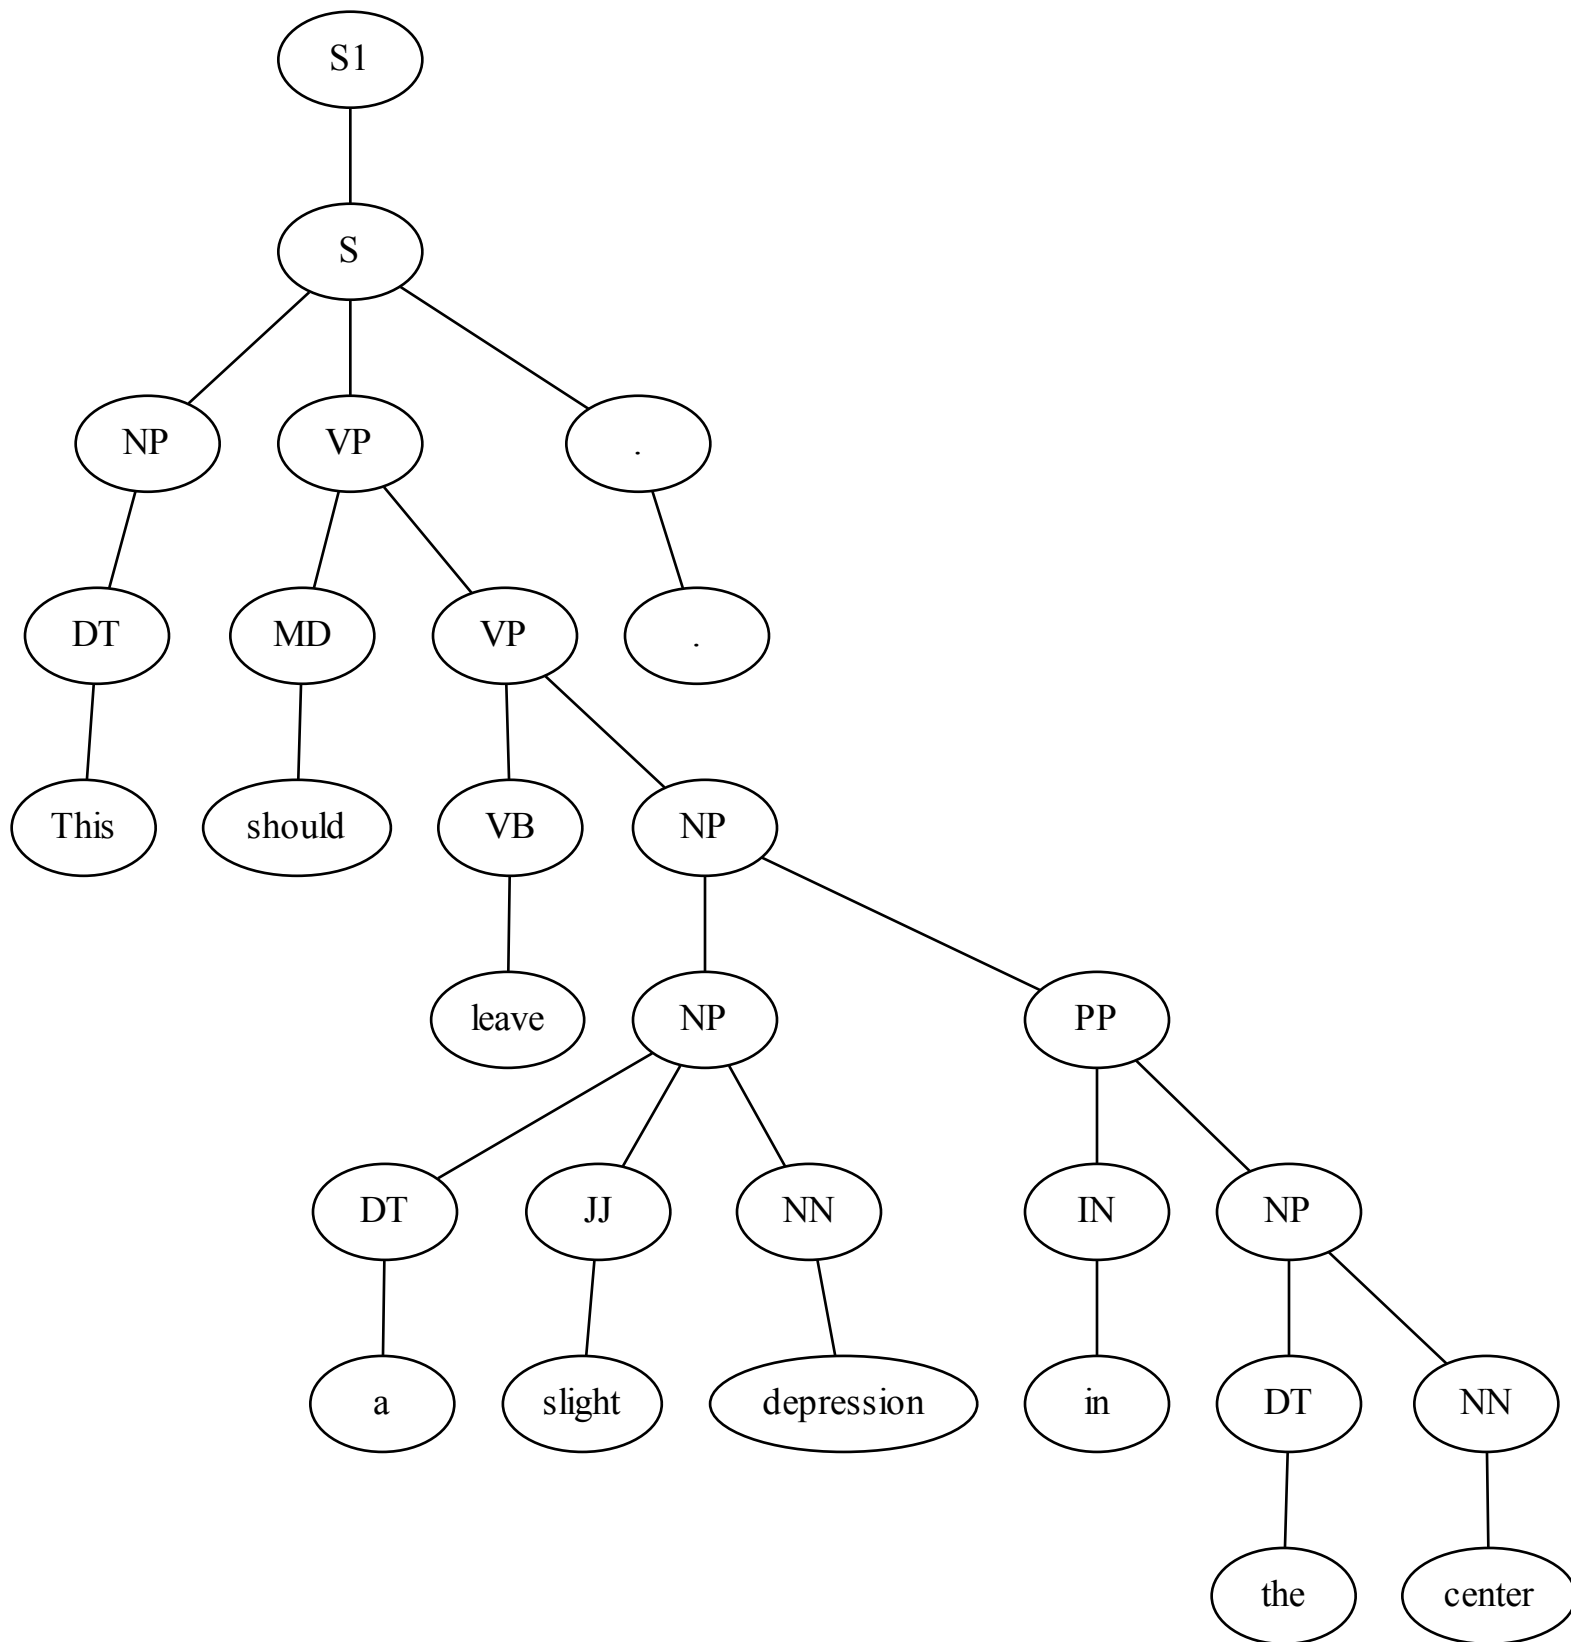 S1
S
NP VP .
DT MD VP .
This should VB NP
leave NP PP
DT JJ NN IN NP
a slight depression in DT NN
the center